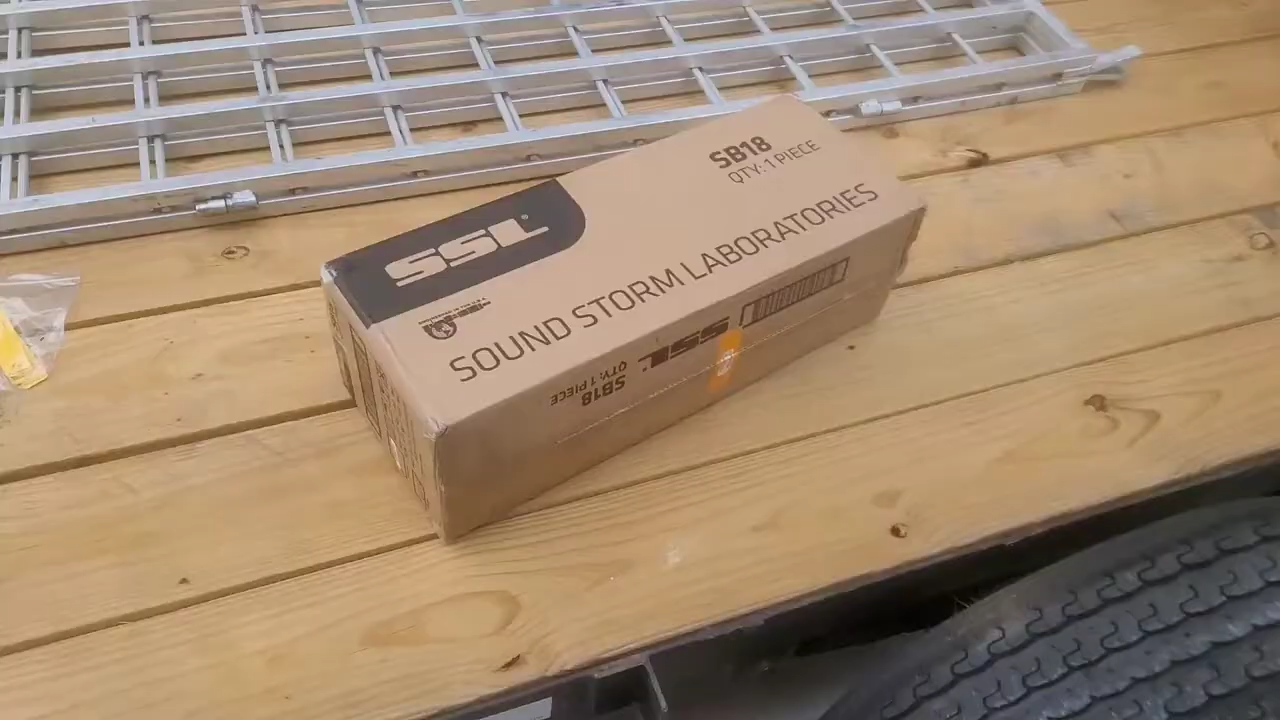 SB18
QTY: 1 PIECE
SSL
SOUND STORM LABORATORIES
SSL
SB18
QTY: 1 PIECE